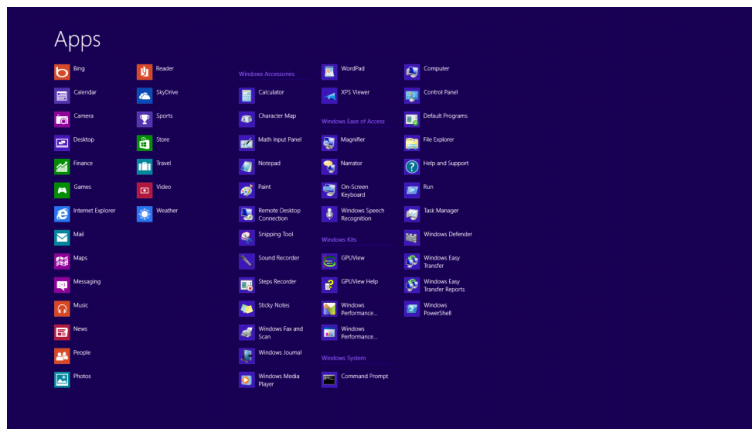 Apps
Bing
Calendar
Camera
Desktop
Finance
Games
Internet Explorer
Mail
Maps
Messaging
Music
News
People
Photos
Reader
SkyDrive
Sports
Store
Travel
Video
Weather
Windows Accessories
Calculator
Character Map
Math Input Panel
Notepad
Paint
Remote Desktop
Connection
Snipping Tool
Sound Recorder
Steps Recorder
Sticky Notes
Windows Fax and
Scan
Windows Journal
Windows Media
Player
WordPad
XPS Viewer
Windows Ease of Access
Magnifier
Narrator
On-Screen
Keyboard
Windows Speech
Recognition
Windows Kits
GPUView
GPUView Help
Windows
Performance...
Windows
Performance...
Windows System
Command Prompt
Computer
Control Panel
Default Programs
File Explorer
Help and Support
Run
Task Manager
Windows Defender
Windows Easy
Transfer
Windows Easy
Transfer Reports
Windows
PowerShell